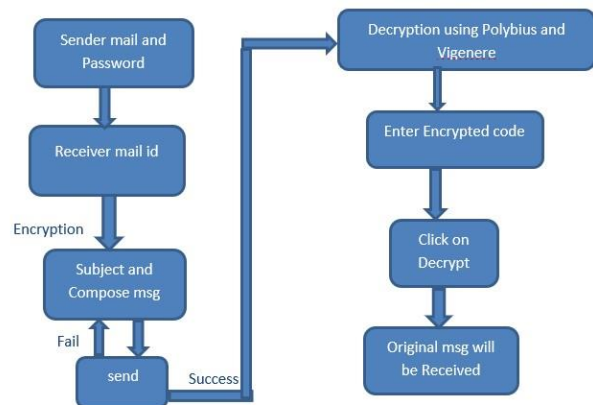 Sender mail and
Password
Receiver mail id
Encryption
Subject and
Compose msg
Fail
send
Success
Decryption using Polybius and
Vigenere
Enter Encrypted code
Click on
Decrypt
Original msg will
be Received